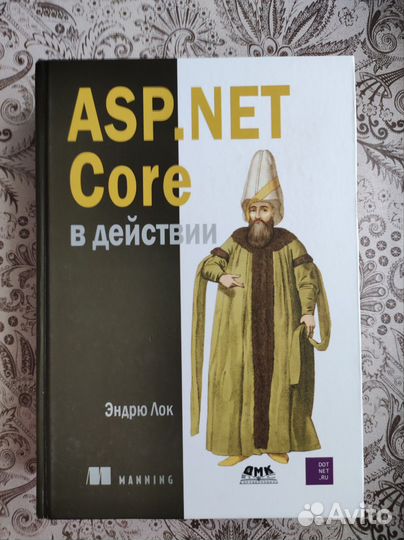 ASP.NET
Core
в действии
Эндрю Лок
MANNING
ДМК
DOT
NET
.RU
Avito